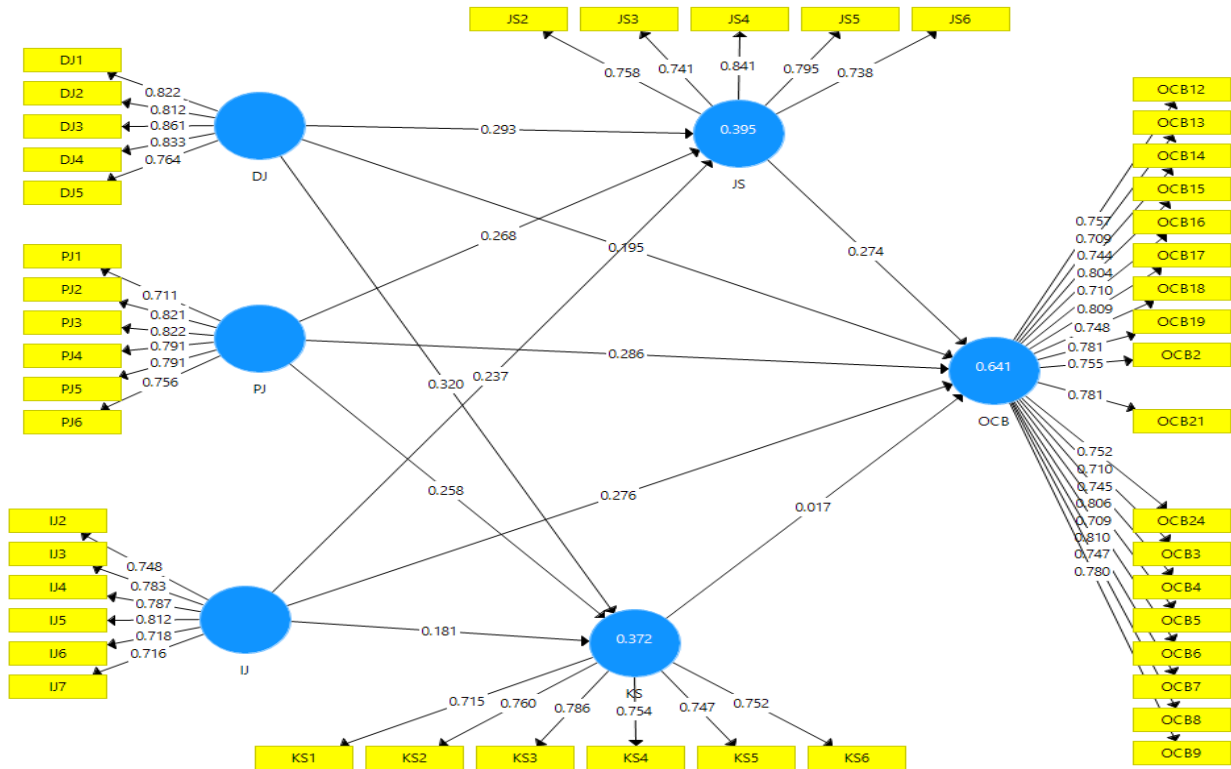 JS2 JS3 JS4 JS5 JS6
0.758 0.741 0.841 0.795 0.738
0.395
JS
DJ1
DJ2
DJ3
DJ4
DJ5
0.822
0.812
0.861
0.833
0.764
DJ
0.293
0.195
0.320
PJ1
PJ2
PJ3
PJ4
PJ5
PJ6
0.711
0.821
0.822
0.791
0.791
0.756
PJ
0.268
0.286
0.258
IJ2
IJ3
IJ4
IJ5
IJ6
IJ7
0.748
0.783
0.787
0.812
0.718
0.716
IJ
0.237
0.276
0.181
0.274
0.017
0.372
KS
0.715 0.760 0.786 0.754 0.747 0.752
KS1 KS2 KS3 KS4 KS5 KS6
0.641
OCB
0.757
0.709
0.744
0.804
0.710
0.809
0.748
0.781
0.755
0.781
0.752
0.710
0.745
0.806
0.709
0.810
0.747
0.780
OCB12
OCB13
OCB14
OCB15
OCB16
OCB17
OCB18
OCB19
OCB2
OCB21
OCB24
OCB3
OCB4
OCB5
OCB6
OCB7
OCB8
OCB9